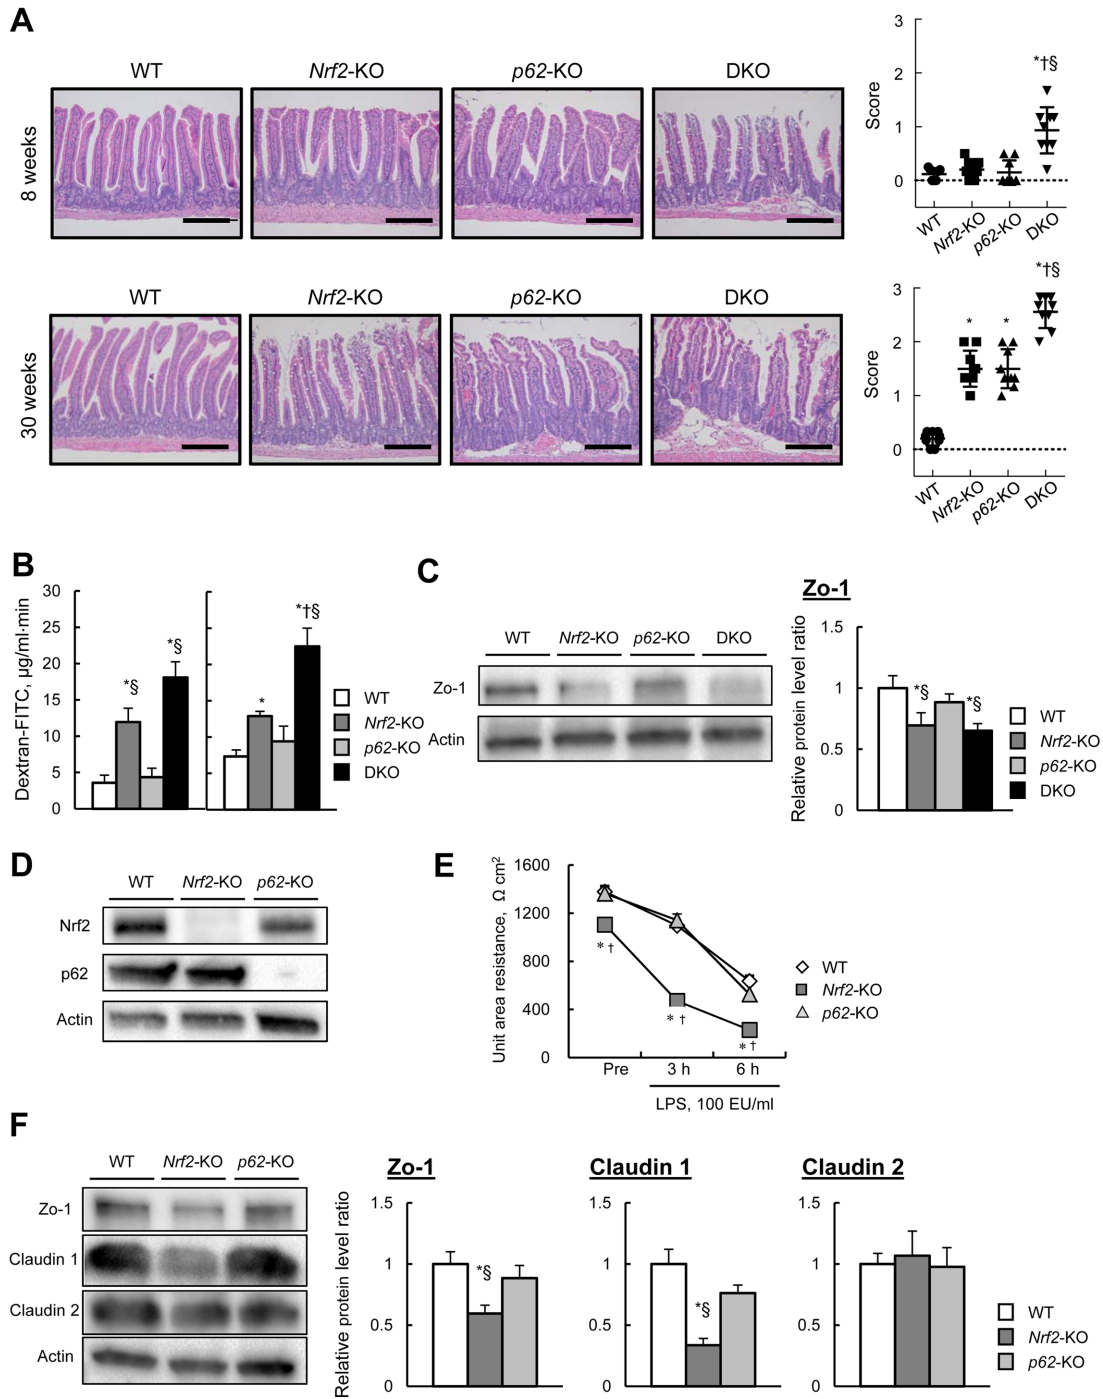 A
WT Nrf2-KO p62-KO DKO
8 weeks
Score
3
2
1
0
*†§
WT Nrf2-KO p62-KO DKO
WT Nrf2-KO p62-KO DKO
30 weeks
Score
3
2
1
0
* * *†§
WT Nrf2-KO p62-KO DKO
B
Dextran-FITC, µg/ml·min
30
25
20
15
10
5
0
*§ *§ * *†§
WT
Nrf2-KO
p62-KO
DKO
C
WT Nrf2-KO p62-KO DKO
Zo-1
Actin
Zo-1
Relative protein level ratio
1.5
1
0.5
0
*§ *§
WT
Nrf2-KO
p62-KO
DKO
D
WT Nrf2-KO p62-KO
Nrf2
p62
Actin
E
Unit area resistance, Ω cm2
1600
1200
800
400
0
* †
* †
* †
Pre 3 h 6 h
LPS, 100 EU/ml
WT
Nrf2-KO
p62-KO
F
WT Nrf2-KO p62-KO
Zo-1
Claudin 1
Claudin 2
Actin
Relative protein level ratio
Zo-1
1.5
1
0.5
0
*§
Claudin 1
1.5
1
0.5
0
*§
Claudin 2
1.5
1
0.5
0
WT
Nrf2-KO
p62-KO